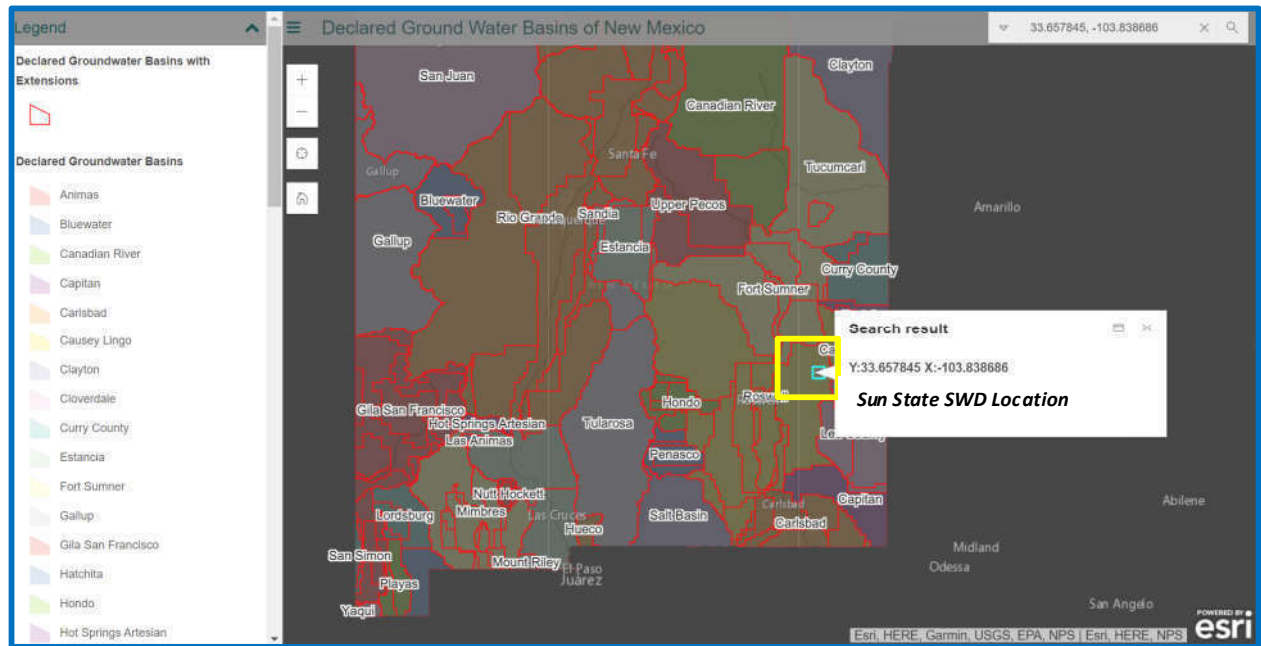 Legend
Declared Ground Water Basins of New Mexico
33.657845, -103.838686
Declared Groundwater Basins with
Extensions
Declared Groundwater Basins
Animas
Bluewater
Canadian River
Capitan
Carlsbad
Causey Lingo
Clayton
Cloverdale
Curry County
Estancia
Fort Sumner
Gallup
Gila San Francisco
Hatchita
Hondo
Hot Springs Artesian
San Juan
Clayton
Canadian River
Santa Fe
Tucumcari
Gallup
Bluewater
Rio Grande
Sandia
Upper Pecos
Amarillo
Gallup
Estancia
Curry County
NEW MEXICO
Fort Sumner
Search result
Y:33.657845 X:-103.838686
Sun State SWD Location
Gila San Francisco
Hot Springs Artesian
Las Animas
Tularosa
Hondo
Roswell
Penasco
Nutt Hockett
Lordsburg
Mimbres
Las Cruces
Hueco
Salt Basin
Carlsbad
Capitan
Carlsbad
Abilene
San Simon
Mount Riley
El Paso
Juárez
Midland
Odessa
Playas
Yaqui
San Angelo
Esri, HERE, Garmin, USGS, EPA, NPS | Esri, HERE, NPS
POWERED BY
esri